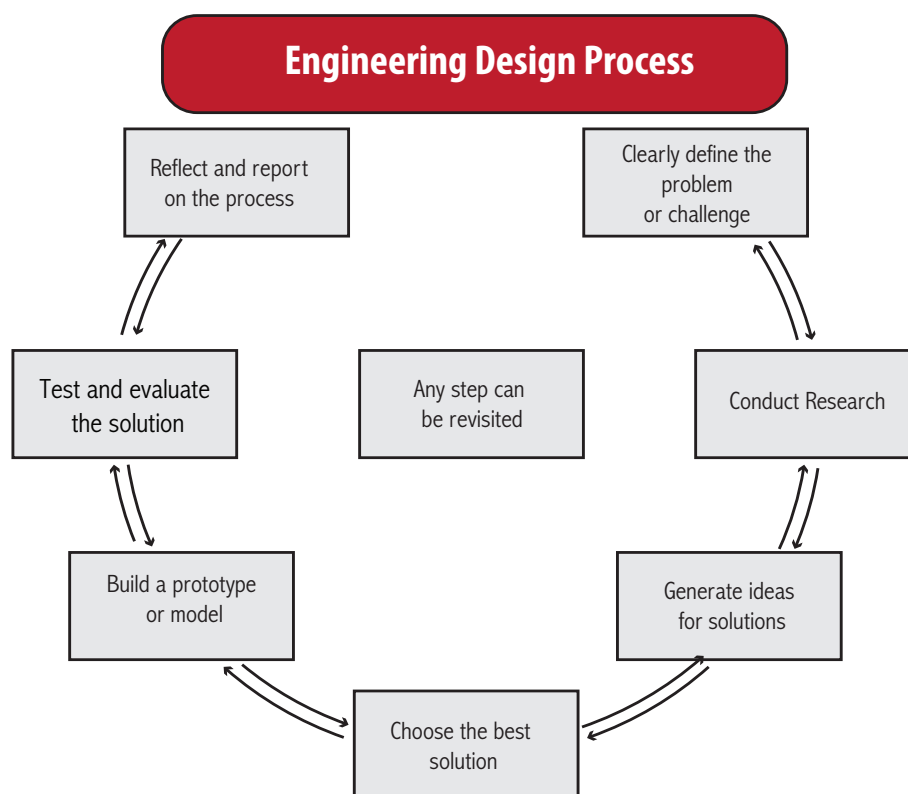 Engineering Design Process
Reflect and report
on the process
Clearly define the
problem
or challenge
Test and evaluate
the solution
Any step can
be revisited
Conduct Research
Build a prototype
or model
Generate ideas
for solutions
Choose the best
solution